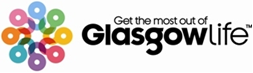 Get the most out of
Glasgowlife™